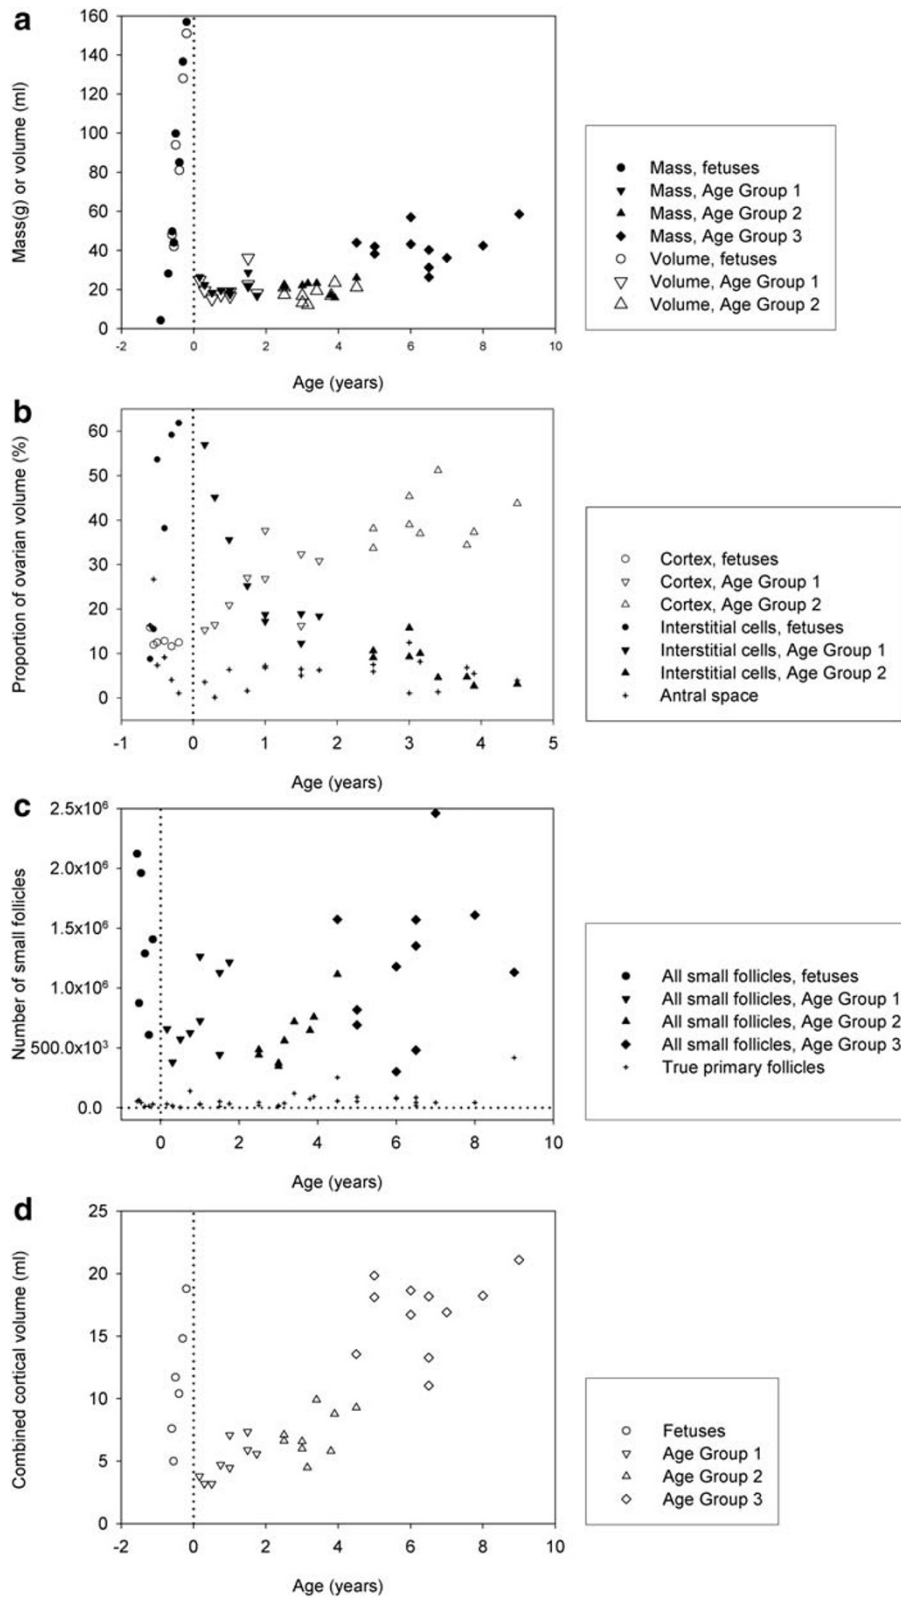 a
160
140
120
100
80
60
40
20
0
Mass(g) or volume (ml)
-2 0 2 4 6 8 10
Age (years)
Mass, fetuses
Mass, Age Group 1
Mass, Age Group 2
Mass, Age Group 3
Volume, fetuses
Volume, Age Group 1
Volume, Age Group 2
b
60
50
40
30
20
10
0
Proportion of ovarian volume (%)
-1 0 1 2 3 4 5
Age (years)
Cortex, fetuses
Cortex, Age Group 1
Cortex, Age Group 2
Interstitial cells, fetuses
Interstitial cells, Age Group 1
Interstitial cells, Age Group 2
Antral space
c
2.5x10⁶
2.0x10⁶
1.5x10⁶
1.0x10⁶
500.0x10³
0.0
Number of small follicles
0 2 4 6 8 10
Age (years)
All small follicles, fetuses
All small follicles, Age Group 1
All small follicles, Age Group 2
All small follicles, Age Group 3
True primary follicles
d
25
20
15
10
5
0
Combined cortical volume (ml)
-2 0 2 4 6 8 10
Age (years)
Fetuses
Age Group 1
Age Group 2
Age Group 3